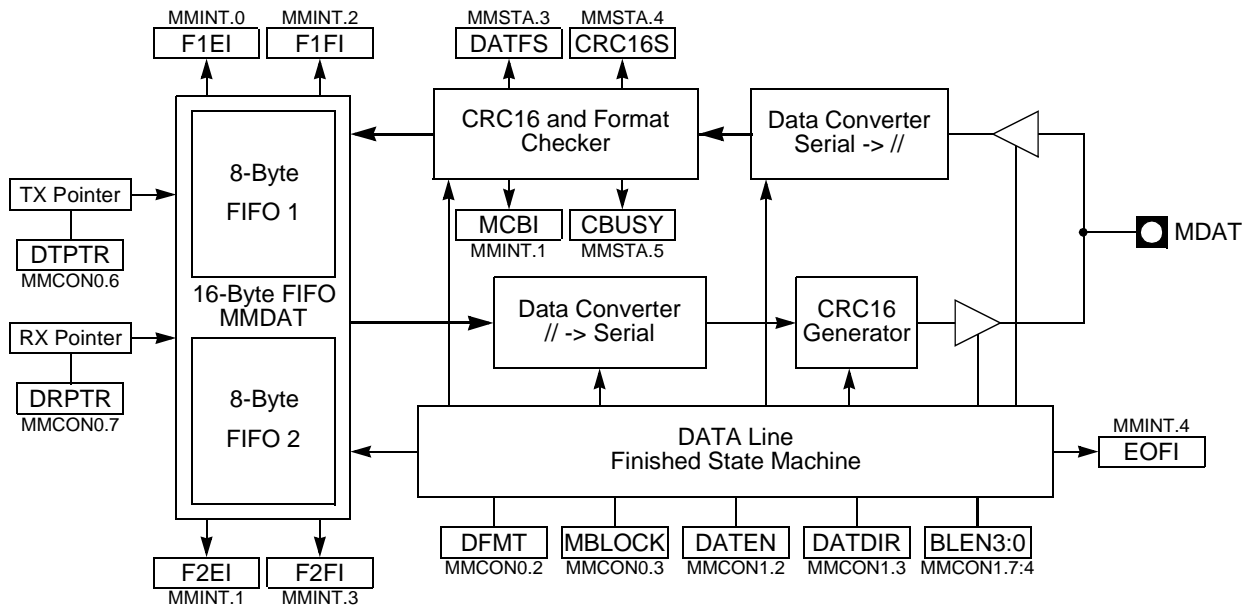 MMINT.0
MMINT.2
MMSTA.3
MMSTA.4
F1EI
F1FI
DATFS
CRC16S
8-Byte
FIFO 1
CRC16 and Format
Checker
Data Converter
Serial -> //
TX Pointer
DTPTR
MMCON0.6
MCBI
MMINT.1
CBUSY
MMSTA.5
MDAT
16-Byte FIFO
MMDAT
RX Pointer
DRPTR
MMCON0.7
Data Converter
// -> Serial
CRC16
Generator
8-Byte
FIFO 2
DATA Line
Finished State Machine
MMINT.4
EOFI
DFMT
MBLOCK
DATEN
DATDIR
BLEN3:0
MMCON0.2
MMCON0.3
MMCON1.2
MMCON1.3
MMCON1.7:4
F2EI
F2FI
MMINT.1
MMINT.3